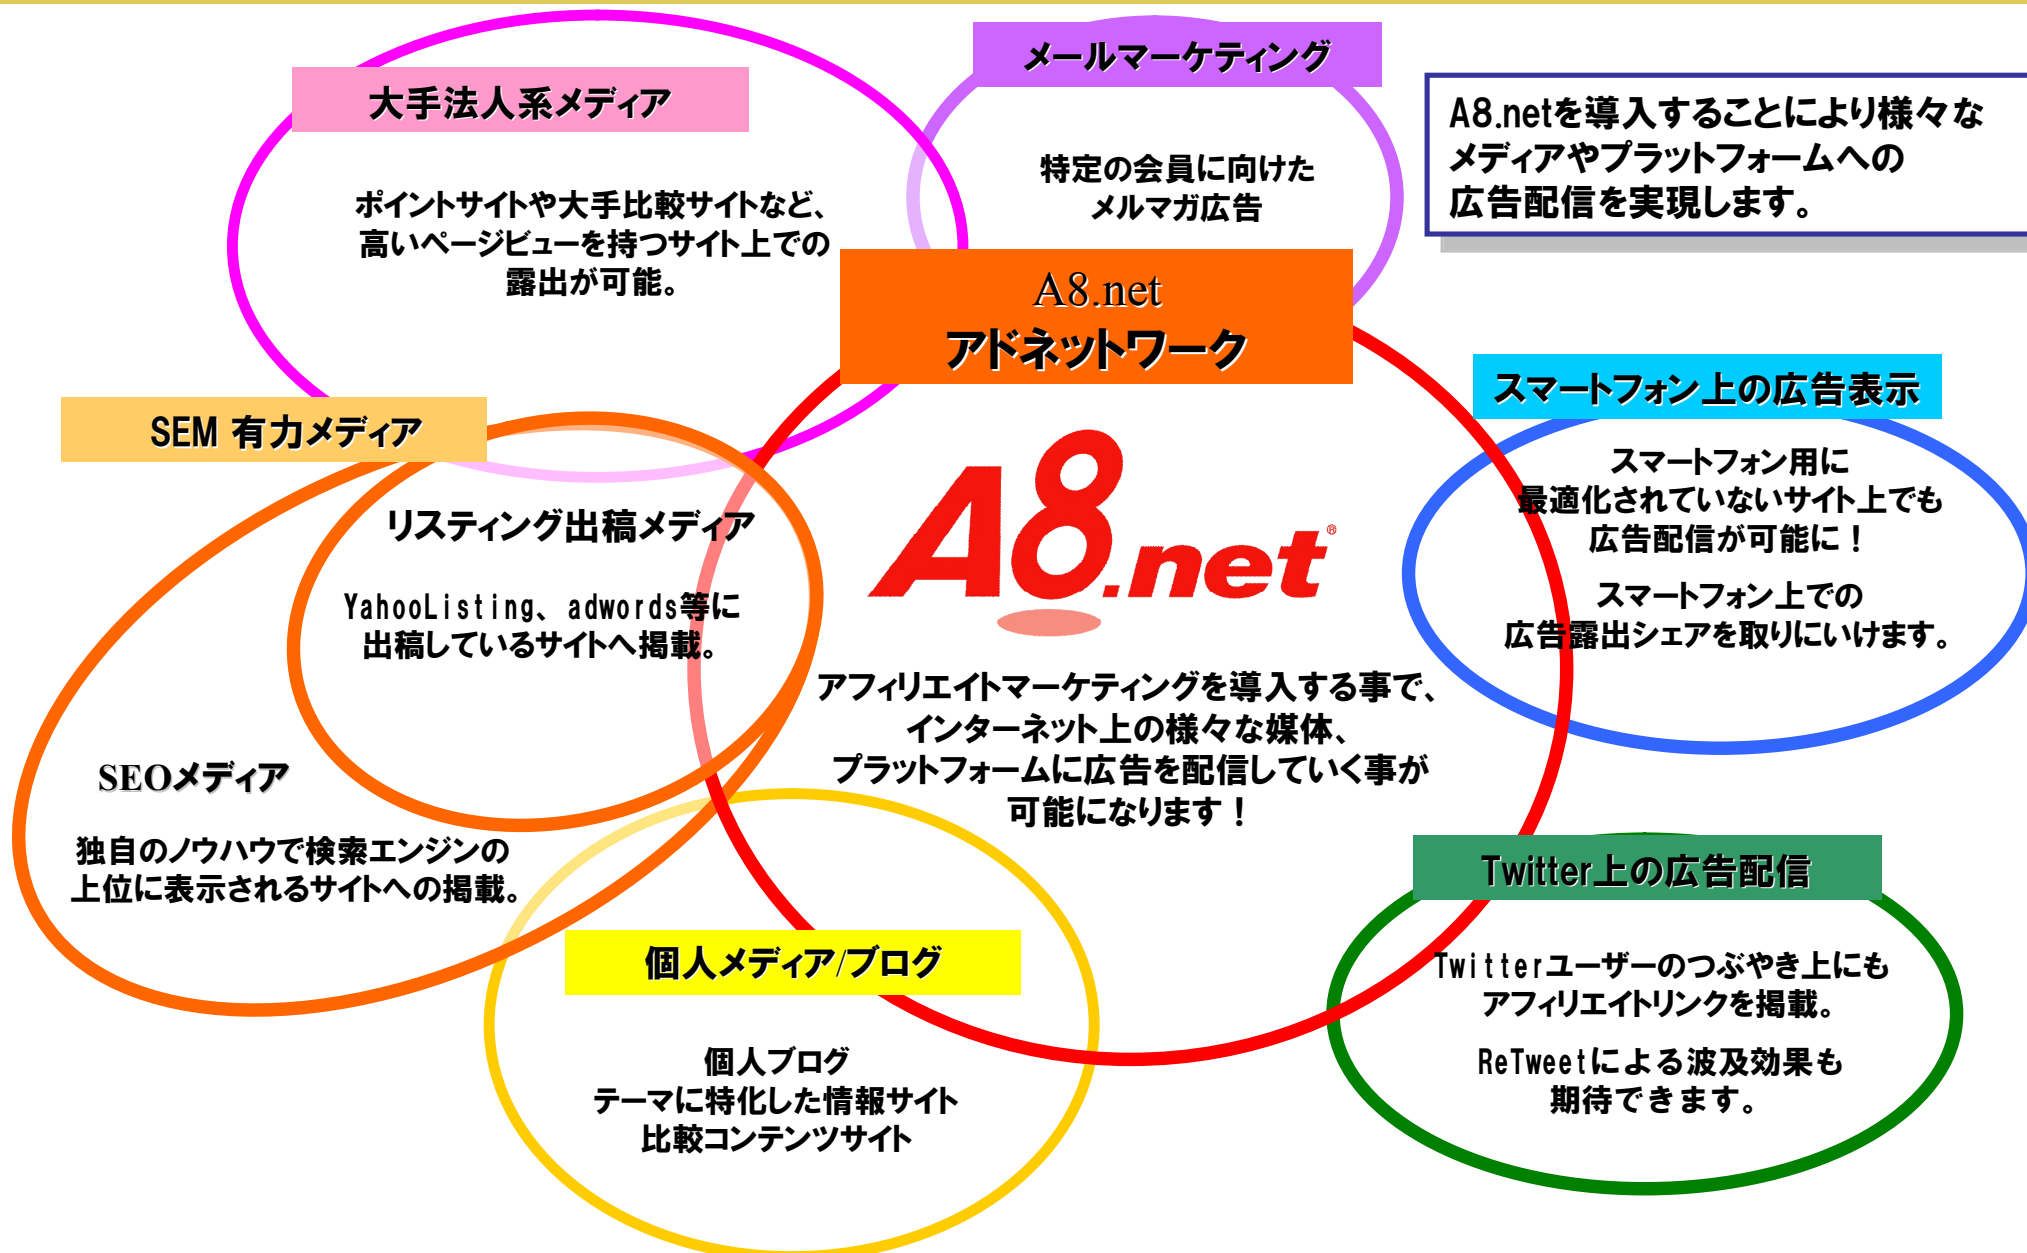 大手法人系メディア
ポイントサイトや大手比較サイトなど、
高いページビューを持つサイト上での
露出が可能。
メールマーケティング
特定の会員に向けた
メルマガ広告
A8.netを導入することにより様々な
メディアやプラットフォームへの
広告配信を実現します。
A8.net
アドネットワーク
A8.net®
アフィリエイトマーケティングを導入する事で、
インターネット上の様々な媒体、
プラットフォームに広告を配信していく事が
可能になります！
スマートフォン上の広告表示
スマートフォン用に
最適化されていないサイト上でも
広告配信が可能に！
スマートフォン上での
広告露出シェアを取りにいけます。
SEM 有力メディア
リスティング出稿メディア
YahooListing、adwords等に
出稿しているサイトへ掲載。
SEOメディア
独自のノウハウで検索エンジンの
上位に表示されるサイトへの掲載。
個人メディア/ブログ
個人ブログ
テーマに特化した情報サイト
比較コンテンツサイト
Twitter上の広告配信
Twitterユーザーのつぶやき上にも
アフィリエイトリンクを掲載。
ReTweetによる波及効果も
期待できます。